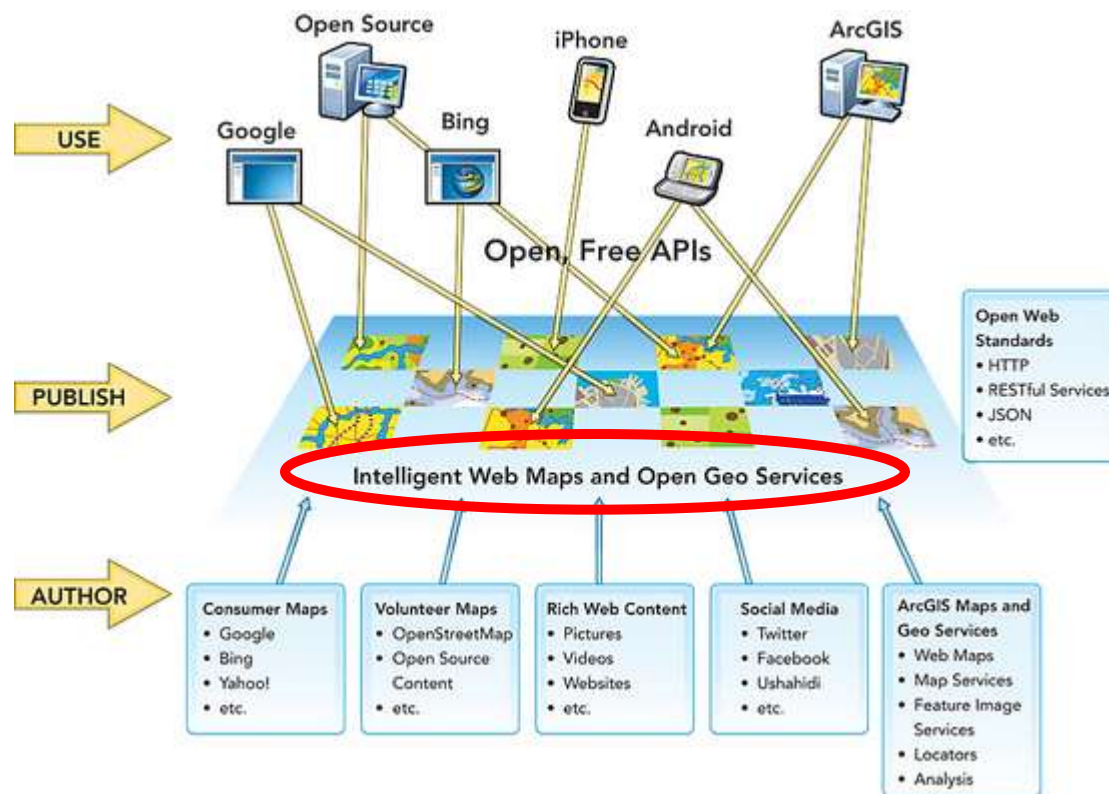 Open Source
iPhone
ArcGIS
USE
Google
Bing
Android
Open, Free APIs
Open Web
Standards
• HTTP
• RESTful Services
• JSON
• etc.
PUBLISH
Intelligent Web Maps and Open Geo Services
AUTHOR
Consumer Maps
• Google
• Bing
• Yahoo!
• etc.
Volunteer Maps
• OpenStreetMap
• Open Source
Content
• etc.
Rich Web Content
• Pictures
• Videos
• Websites
• etc.
Social Media
• Twitter
• Facebook
• Ushahidi
• etc.
ArcGIS Maps and
Geo Services
• Web Maps
• Map Services
• Feature Image
Services
• Locators
• Analysis